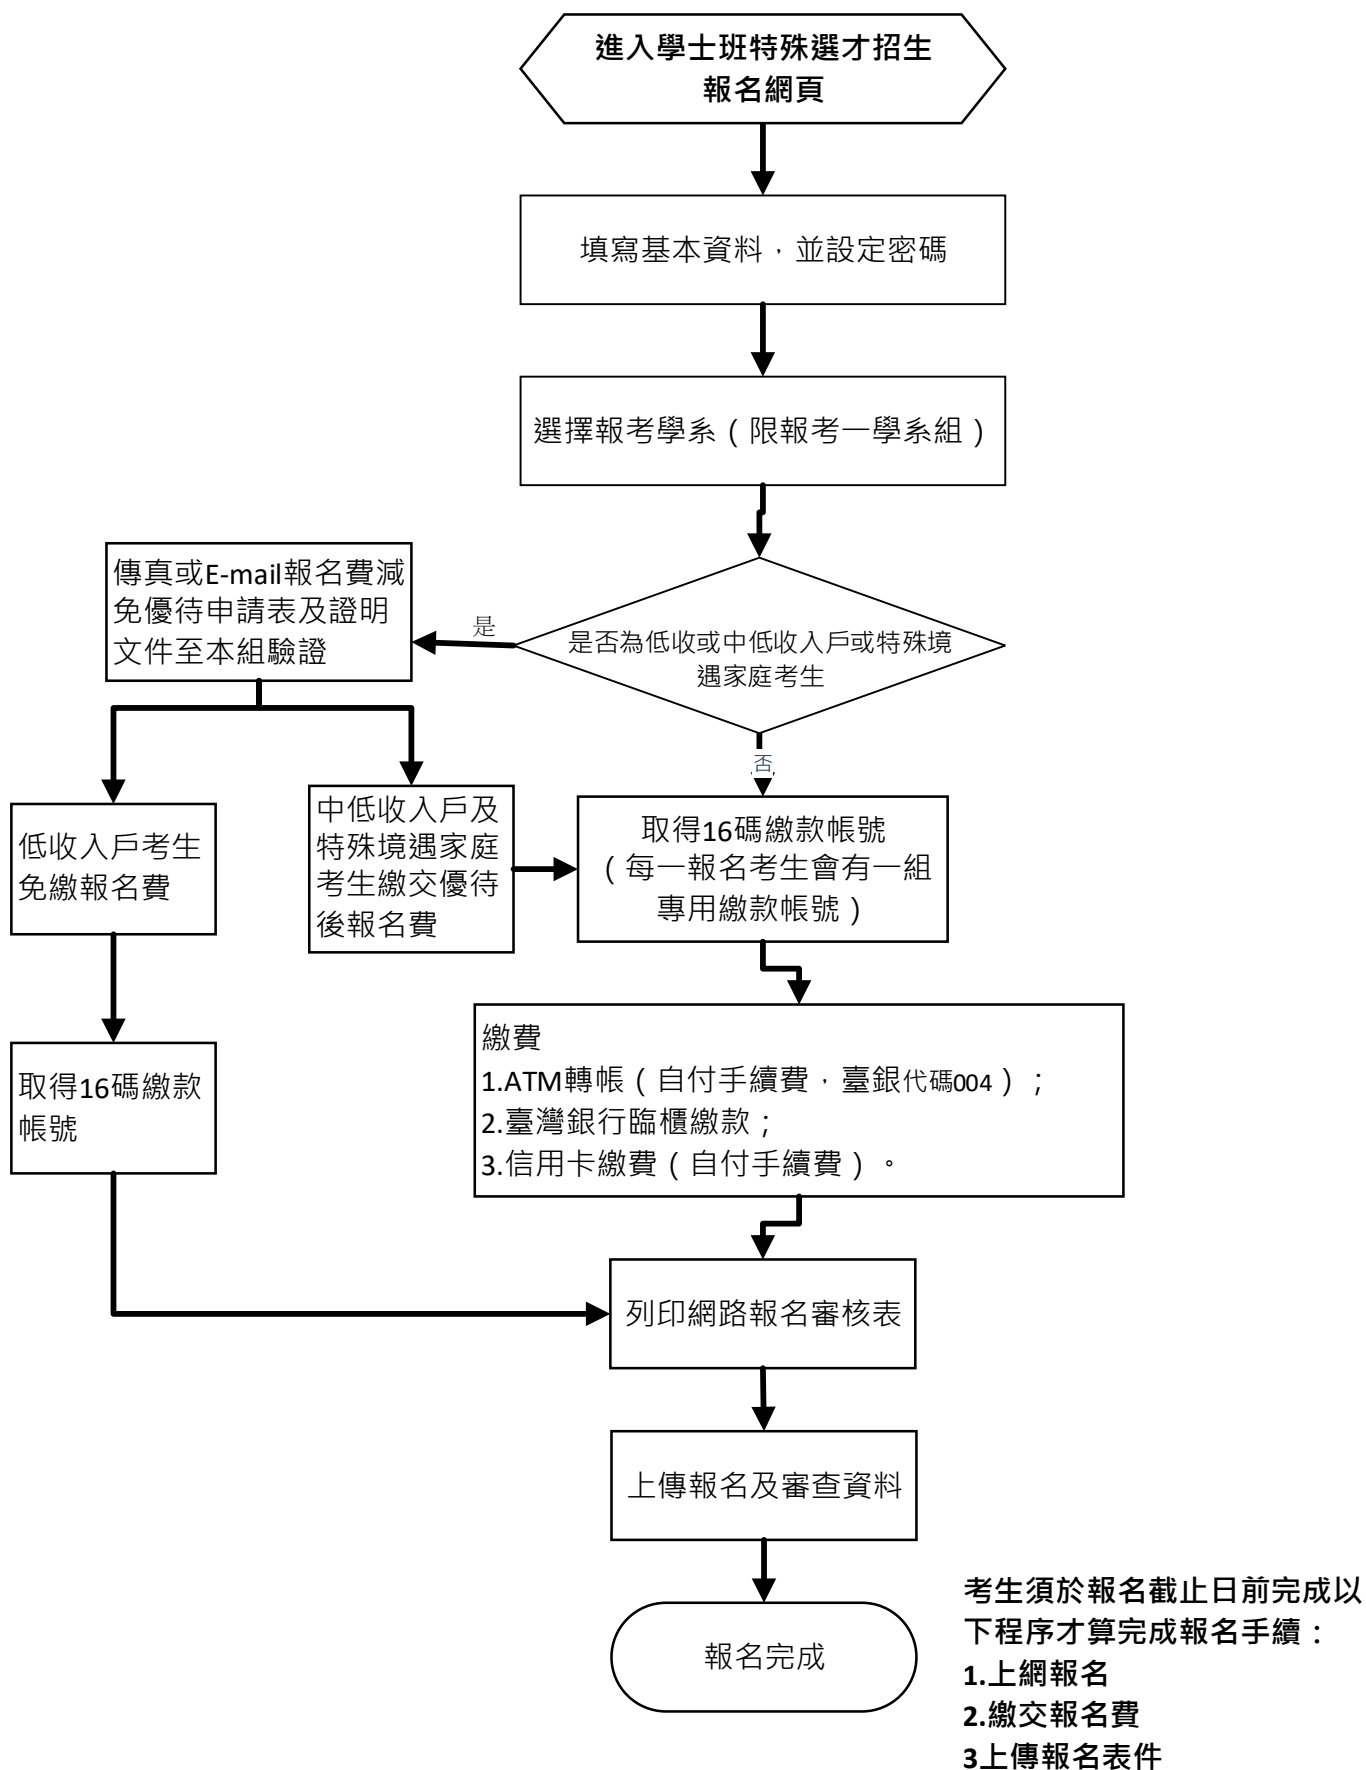 進入學士班特殊選才招生
報名網頁
填寫基本資料，並設定密碼
選擇報考學系（限報考一學系組）
傳真或E-mail報名費減
免優待申請表及證明
文件至本組驗證
是
是否為低收或中低收入戶或特殊境
遇家庭考生
否
低收入戶考生
免繳報名費
中低收入戶及
特殊境遇家庭
考生繳交優待
後報名費
取得16碼繳款帳號
（每一報名考生會有一組
專用繳款帳號）
取得16碼繳款
帳號
繳費
1.ATM轉帳（自付手續費，臺銀代碼004）；
2.臺灣銀行臨櫃繳款；
3.信用卡繳費（自付手續費）。
列印網路報名審核表
上傳報名及審查資料
報名完成
考生須於報名截止日前完成以
下程序才算完成報名手續：
1.上網報名
2.繳交報名費
3上傳報名表件